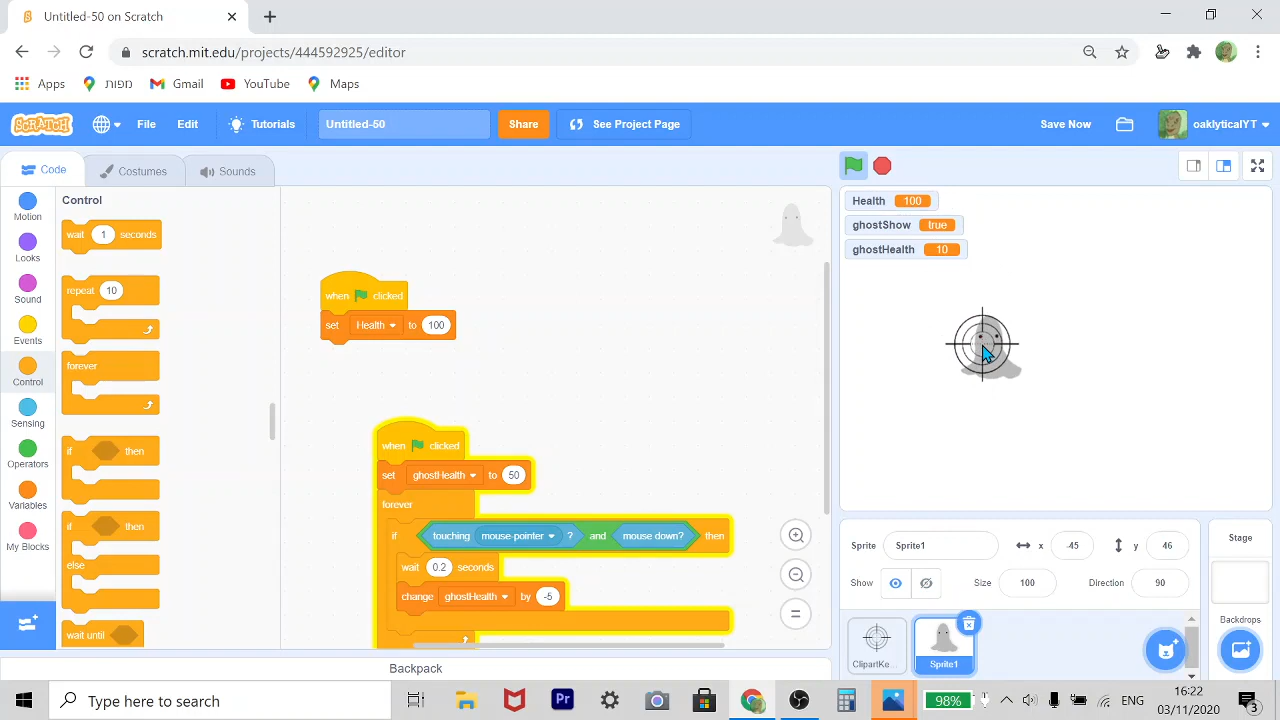 Untitled-50 on Scratch
scratch.mit.edu/projects/444592925/editor
Apps
מפות
Gmail
YouTube
Maps
SCRATCH
File
Edit
Tutorials
Untitled-50
Share
See Project Page
Save Now
oaklyticalYT
Code
Costumes
Sounds
Motion
Looks
Sound
Events
Control
Sensing
Operators
Variables
My Blocks
Control
wait 1 seconds
repeat 10
forever
if then
if then
else
wait until
when clicked
set Health to 100
when clicked
set ghostHealth to 50
forever
if touching mouse-pointer ? and mouse down? then
wait 0.2 seconds
change ghostHealth by -5
Health 100
ghostShow true
ghostHealth 10
Sprite Sprite1 x -45 y 46
Show Size 100 Direction 90
ClipartKe...
Sprite1
Stage
Backdrops
Backpack
Type here to search
Pr
98%
ENG
16:22
03/11/2020
3